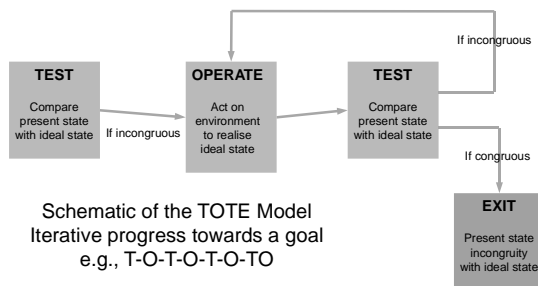 If incongruous
TEST
Compare
present state
with ideal state
If incongruous
OPERATE
Act on
environment
to realise
ideal state
TEST
Compare
present state
with ideal state
If congruous
EXIT
Present state
incongruity
with ideal state
Schematic of the TOTE Model
Iterative progress towards a goal
e.g., T-O-T-O-T-O-TO